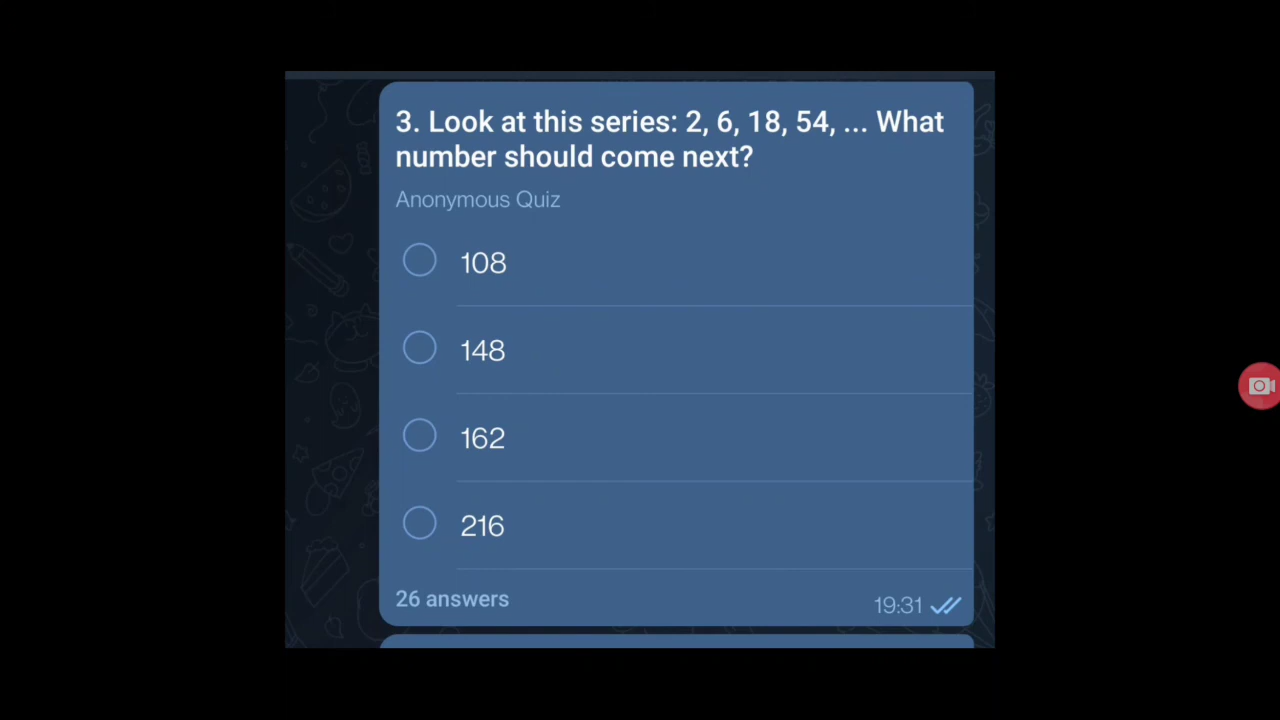 3. Look at this series: 2, 6, 18, 54, ... What
number should come next?
Anonymous Quiz
108
148
162
216
26 answers
19:31